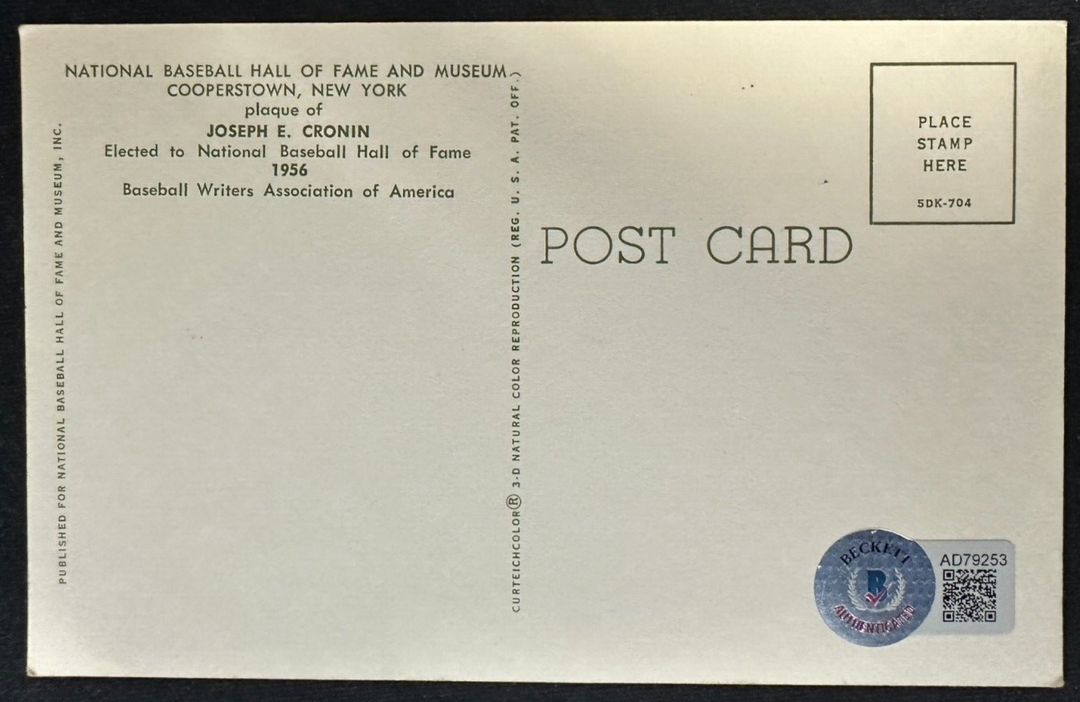 NATIONAL BASEBALL HALL OF FAME AND MUSEUM
COOPERSTOWN, NEW YORK
plaque of
JOSEPH E. CRONIN
Elected to National Baseball Hall of Fame
1956
Baseball Writers Association of America
PUBLISHED FOR NATIONAL BASEBALL HALL OF FAME AND MUSEUM, INC.
CURTEICHCOLOR® 3-D NATURAL COLOR REPRODUCTION (REG. U. S. A. PAT. OFF.)
POST CARD
PLACE
STAMP
HERE
5DK-704
BECKETT
B
AUTHENTICATED
AD79253